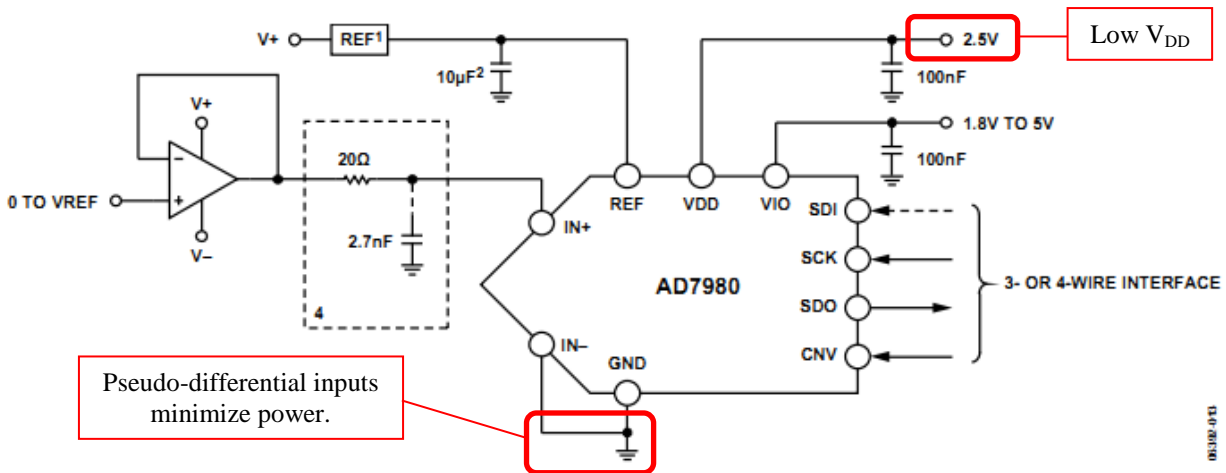 V+
REF1
10µF2
2.5V
Low VDD
100nF
1.8V TO 5V
100nF
V+
−
+
V–
0 TO VREF
20Ω
2.7nF
4
REF
VDD
VIO
IN+
IN–
GND
AD7980
SDI
SCK
SDO
CNV
3- OR 4-WIRE INTERFACE
Pseudo-differential inputs
minimize power.
06392-013